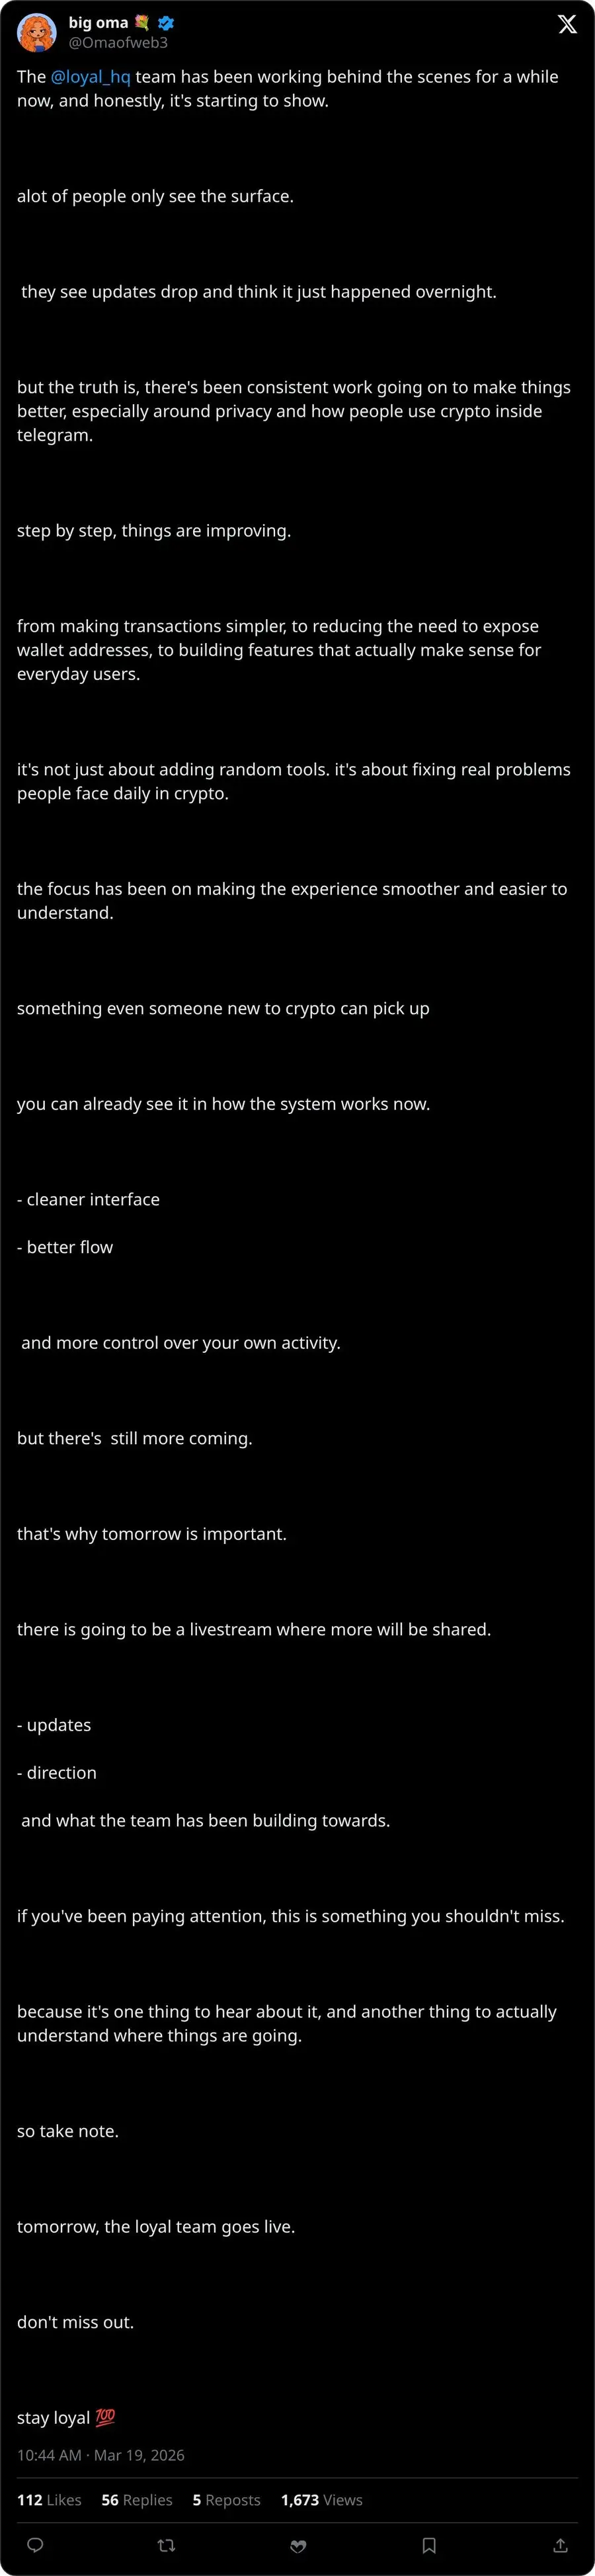 big oma 💐
@Omaofweb3
The @loyal_hq team has been working behind the scenes for a while
now, and honestly, it's starting to show.
alot of people only see the surface.
they see updates drop and think it just happened overnight.
but the truth is, there's been consistent work going on to make things
better, especially around privacy and how people use crypto inside
telegram.
step by step, things are improving.
from making transactions simpler, to reducing the need to expose
wallet addresses, to building features that actually make sense for
everyday users.
it's not just about adding random tools. it's about fixing real problems
people face daily in crypto.
the focus has been on making the experience smoother and easier to
understand.
something even someone new to crypto can pick up
you can already see it in how the system works now.
- cleaner interface
- better flow
and more control over your own activity.
but there's  still more coming.
that's why tomorrow is important.
there is going to be a livestream where more will be shared.
- updates
- direction
and what the team has been building towards.
if you've been paying attention, this is something you shouldn't miss.
because it's one thing to hear about it, and another thing to actually
understand where things are going.
so take note.
tomorrow, the loyal team goes live.
don't miss out.
stay loyal 💯
10:44 AM · Mar 19, 2026
112 Likes 56 Replies 5 Reposts 1,673 Views